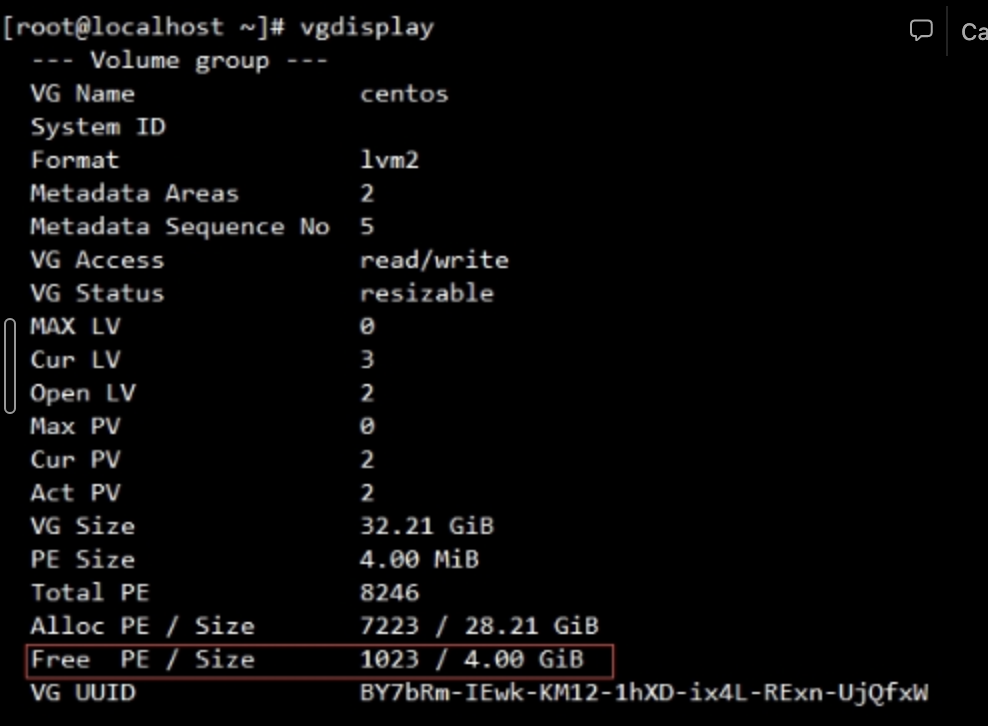 [root@localhost ~]# vgdisplay
Ca
--- Volume group ---
VG Name centos
System ID
Format lvm2
Metadata Areas 2
Metadata Sequence No 5
VG Access read/write
VG Status resizable
MAX LV 0
Cur LV 3
Open LV 2
Max PV 0
Cur PV 2
Act PV 2
VG Size 32.21 GiB
PE Size 4.00 MiB
Total PE 8246
Alloc PE / Size 7223 / 28.21 GiB
Free PE / Size 1023 / 4.00 GiB
VG UUID BY7bRm-IEwk-KM12-1hXD-ix4L-RExn-UjQfxW